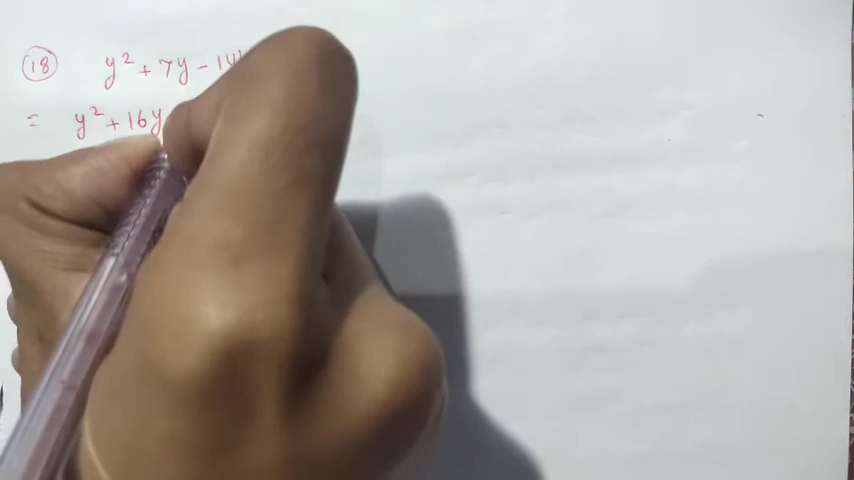 (18) y² + 7y - 14
= y² + 16y